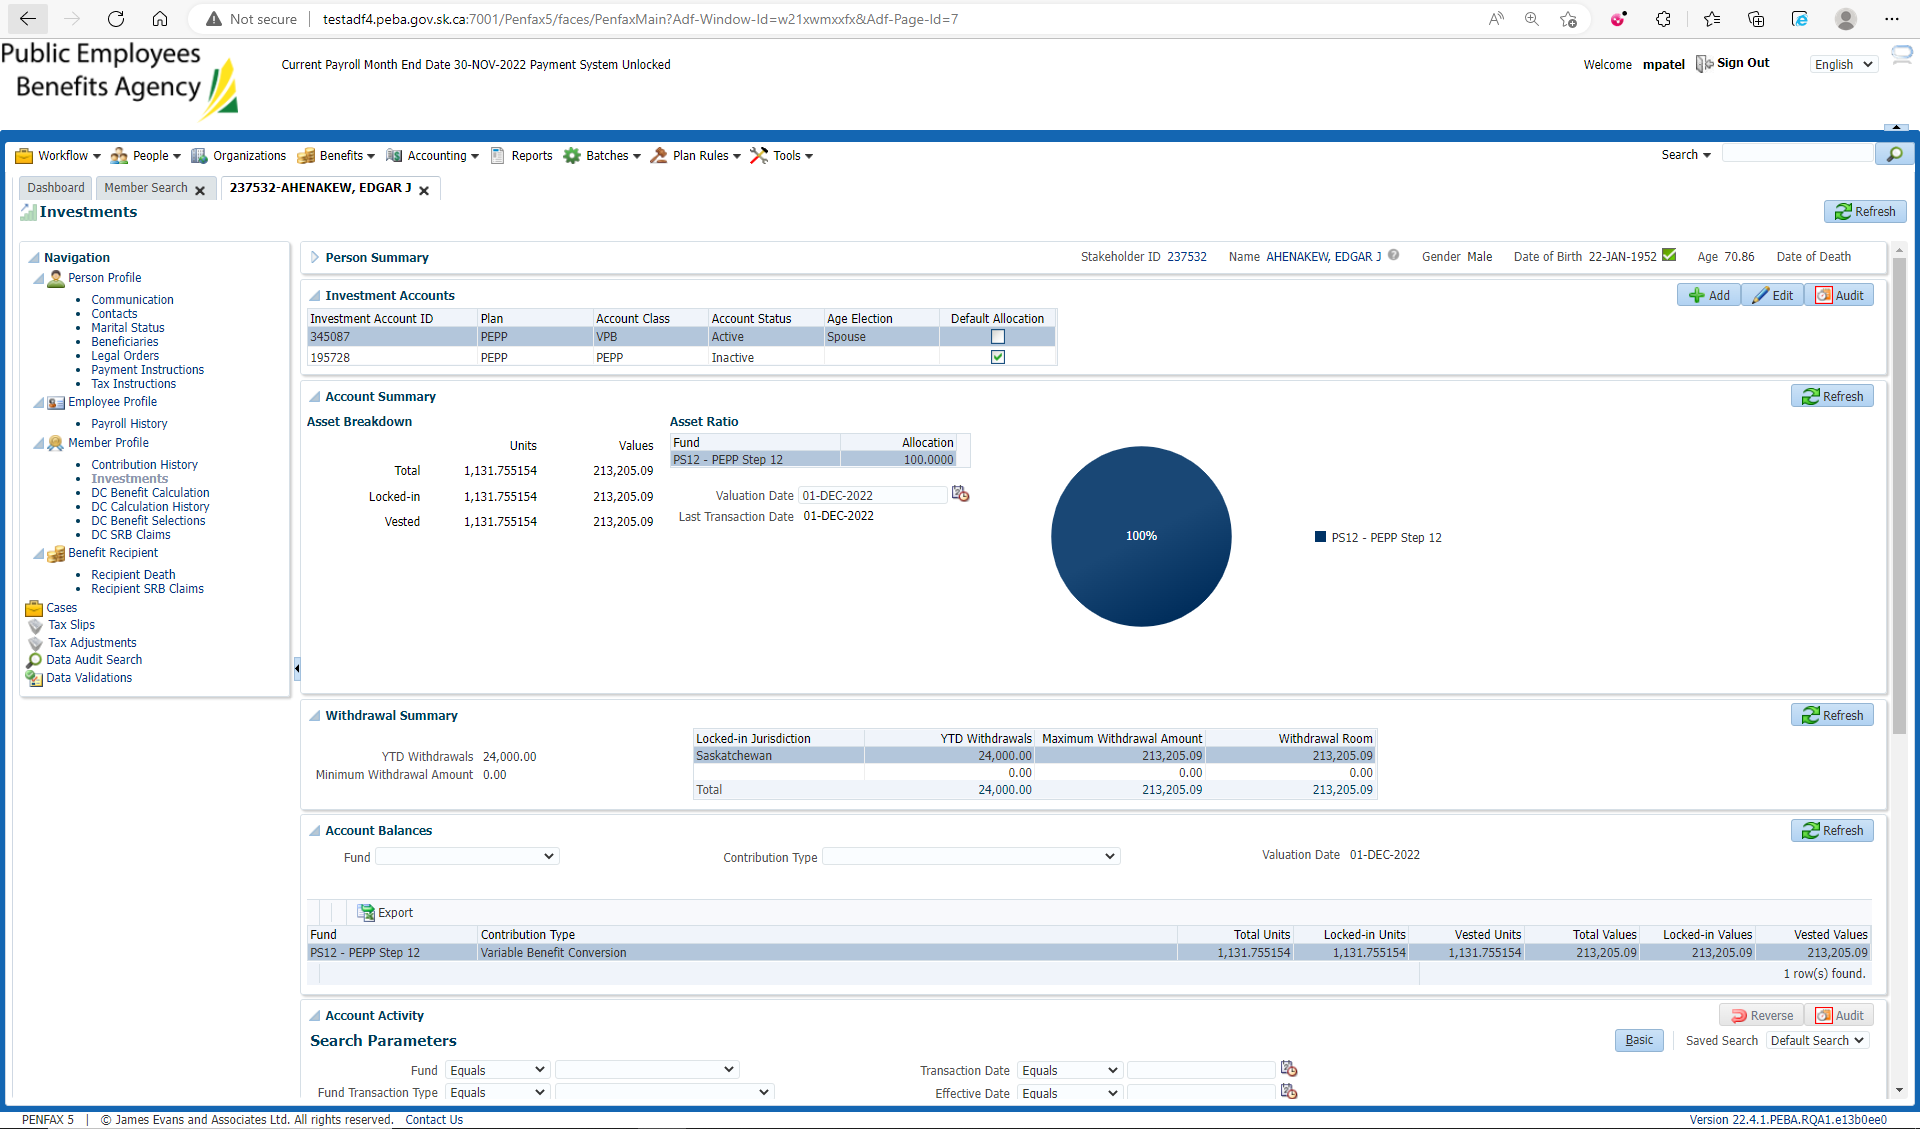 Not secure | testadf4.peba.gov.sk.ca:7001/Penfax5/faces/PenfaxMain?Adf-Window-Id=w21xwmxxfx&Adf-Page-Id=7
Public Employees
Benefits Agency
Current Payroll Month End Date 30-NOV-2022 Payment System Unlocked
Welcome mpatel Sign Out English
Workflow People Organizations Benefits Accounting Reports Batches Plan Rules Tools Search
Dashboard Member Search 237532-AHENAKEW, EDGAR J
Investments Refresh
Navigation
Person Profile
Communication
Contacts
Marital Status
Beneficiaries
Legal Orders
Payment Instructions
Tax Instructions
Employee Profile
Payroll History
Member Profile
Contribution History
Investments
DC Benefit Calculation
DC Calculation History
DC Benefit Selections
DC SRB Claims
Benefit Recipient
Recipient Death
Recipient SRB Claims
Cases
Tax Slips
Tax Adjustments
Data Audit Search
Data Validations
Person Summary Stakeholder ID 237532 Name AHENAKEW, EDGAR J Gender Male Date of Birth 22-JAN-1952 Age 70.86 Date of Death
Investment Accounts Add Edit Audit
Investment Account ID Plan Account Class Account Status Age Election Default Allocation
345087 PEPP VPB Active Spouse
195728 PEPP PEPP Inactive
Account Summary Refresh
Asset Breakdown
Units Values
Total 1,131.755154 213,205.09
Locked-in 1,131.755154 213,205.09
Vested 1,131.755154 213,205.09
Asset Ratio
Fund Allocation
PS12 - PEPP Step 12 100.0000
Valuation Date 01-DEC-2022
Last Transaction Date 01-DEC-2022
100%
PS12 - PEPP Step 12
Withdrawal Summary Refresh
YTD Withdrawals 24,000.00
Minimum Withdrawal Amount 0.00
Locked-in Jurisdiction YTD Withdrawals Maximum Withdrawal Amount Withdrawal Room
Saskatchewan 24,000.00 213,205.09 213,205.09
0.00 0.00 0.00
Total 24,000.00 213,205.09 213,205.09
Account Balances Refresh
Fund Contribution Type Valuation Date 01-DEC-2022
Export
Fund Contribution Type Total Units Locked-in Units Vested Units Total Values Locked-in Values Vested Values
PS12 - PEPP Step 12 Variable Benefit Conversion 1,131.755154 1,131.755154 1,131.755154 213,205.09 213,205.09 213,205.09
1 row(s) found.
Account Activity Reverse Audit
Search Parameters Basic Saved Search Default Search
Fund Equals Transaction Date Equals
Fund Transaction Type Equals Effective Date Equals
PENFAX 5 | © James Evans and Associates Ltd. All rights reserved. Contact Us Version 22.4.1.PEBA.RQA1.e13b0ee0